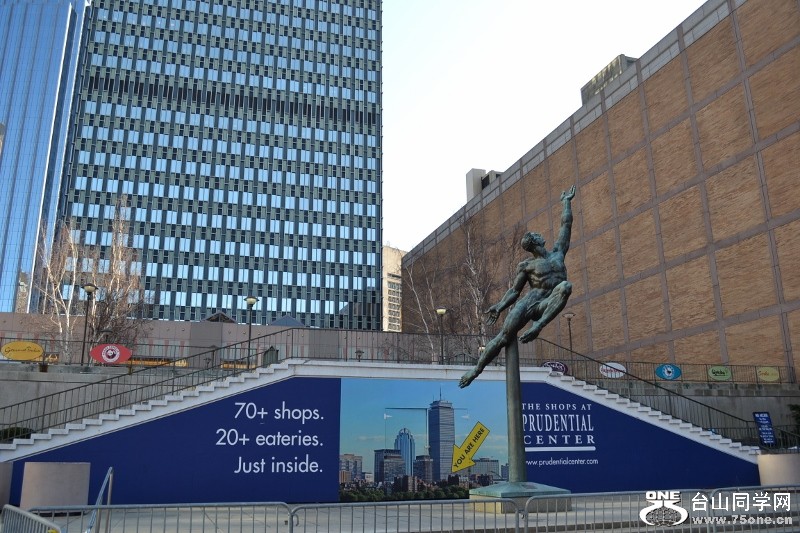 70+ shops.
20+ eateries.
Just inside.
YOU ARE HERE
THE SHOPS AT
PRUDENTIAL
CENTER
www.prudentialcenter.com
ONE 台山同学网
www.75one.cn